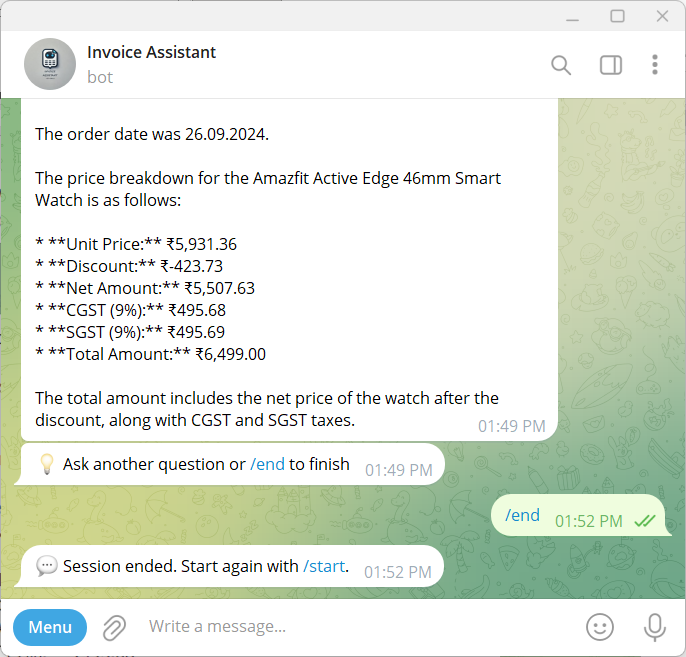 Invoice Assistant
bot
The order date was 26.09.2024.
The price breakdown for the Amazfit Active Edge 46mm Smart
Watch is as follows:
* **Unit Price:** ₹5,931.36
* **Discount:** ₹-423.73
* **Net Amount:** ₹5,507.63
* **CGST (9%):** ₹495.68
* **SGST (9%):** ₹495.69
* **Total Amount:** ₹6,499.00
The total amount includes the net price of the watch after the
discount, along with CGST and SGST taxes.
01:49 PM
💡 Ask another question or /end to finish 01:49 PM
/end 01:52 PM
💬 Session ended. Start again with /start. 01:52 PM
Menu Write a message...